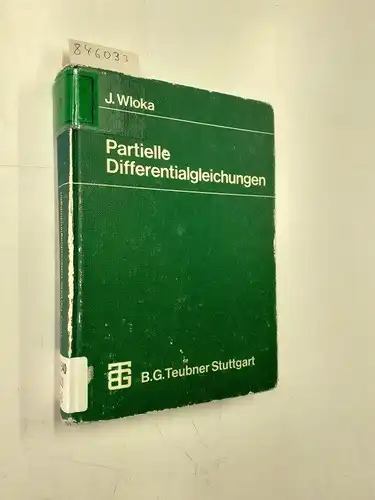 846033
J. Wloka
Partielle
Differentialgleichungen
B.G. Teubner Stuttgart